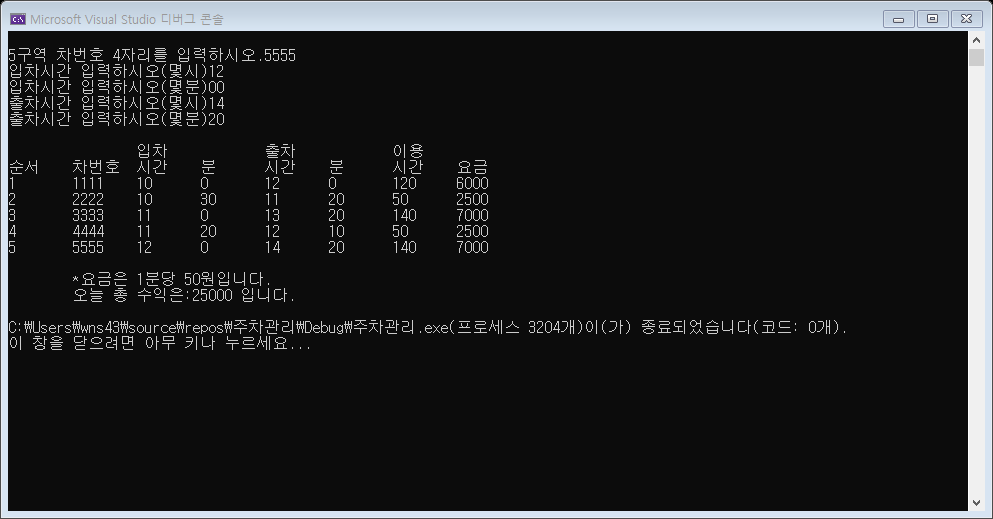 Microsoft Visual Studio 디버그 콘솔
5구역 차번호 4자리를 입력하시오.5555
입차시간 입력하시오(몇시)12
입차시간 입력하시오(몇분)00
출차시간 입력하시오(몇시)14
출차시간 입력하시오(몇분)20
입차 출차 이용
순서 차번호 시간 분 시간 분 시간 요금
1 1111 10 0 12 0 120 6000
2 2222 10 30 11 20 50 2500
3 3333 11 0 13 20 140 7000
4 4444 11 20 12 10 50 2500
5 5555 12 0 14 20 140 7000
*요금은 1분당 50원입니다.
오늘 총 수익은:25000 입니다.
C:₩Users₩wns43₩source₩repos₩주차관리₩Debug₩주차관리.exe(프로세스 3204개)이(가) 종료되었습니다(코드: 0개).
이 창을 닫으려면 아무 키나 누르세요...